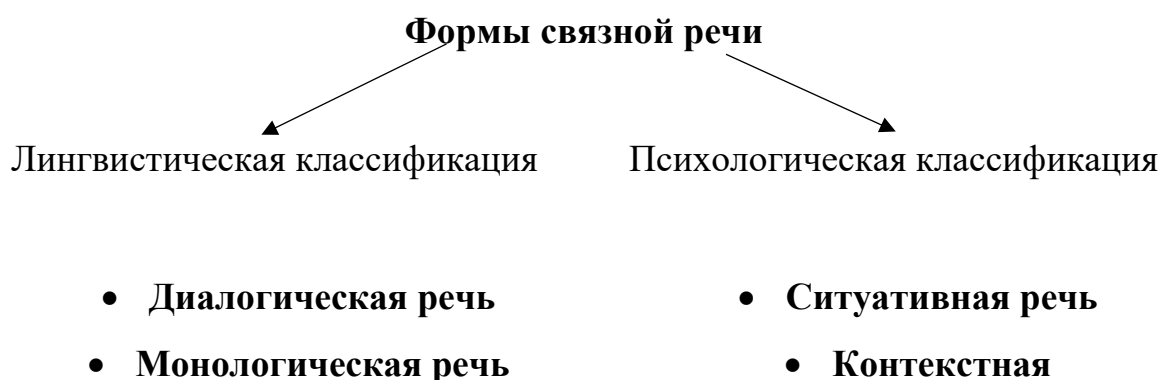 Формы связной речи
Лингвистическая классификация Психологическая классификация
• Диалогическая речь • Ситуативная речь
• Монологическая речь • Контекстная